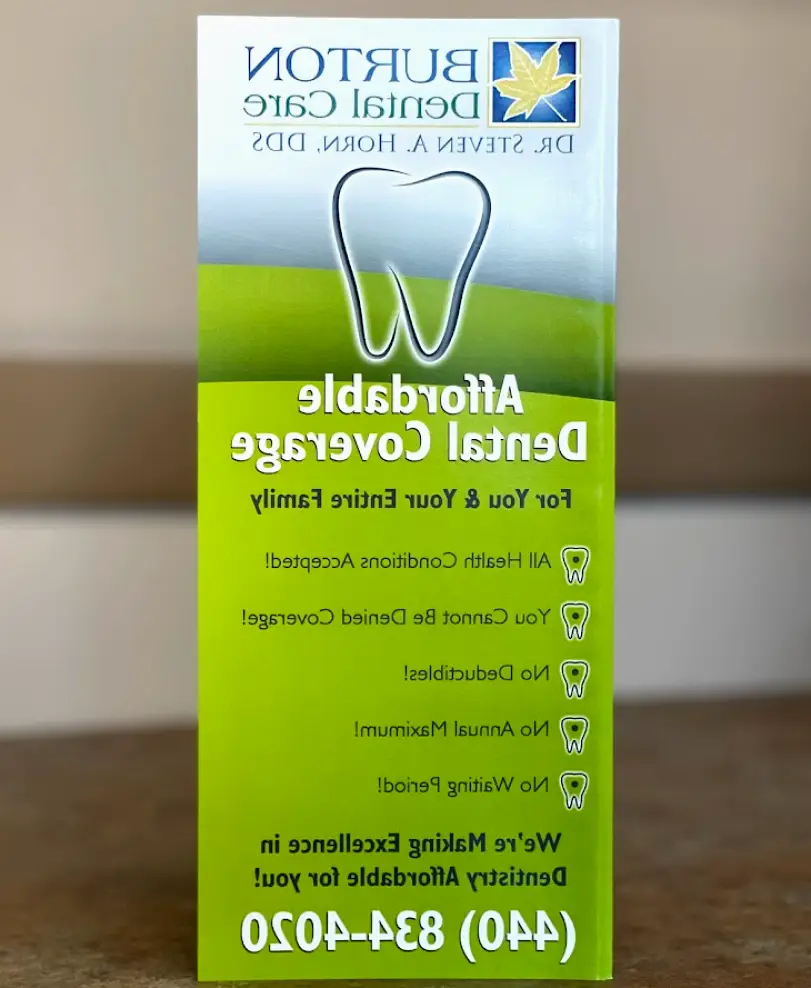 BURTON
Dental Care
DR. STEVEN A. HORN, DDS
Affordable
Dental Coverage
For You & Your Entire Family
All Health Conditions Accepted!
You Cannot Be Denied Coverage!
No Deductibles!
No Annual Maximum!
No Waiting Period!
We're Making Excellence in
Dentistry Affordable for you!
(440) 834-4020